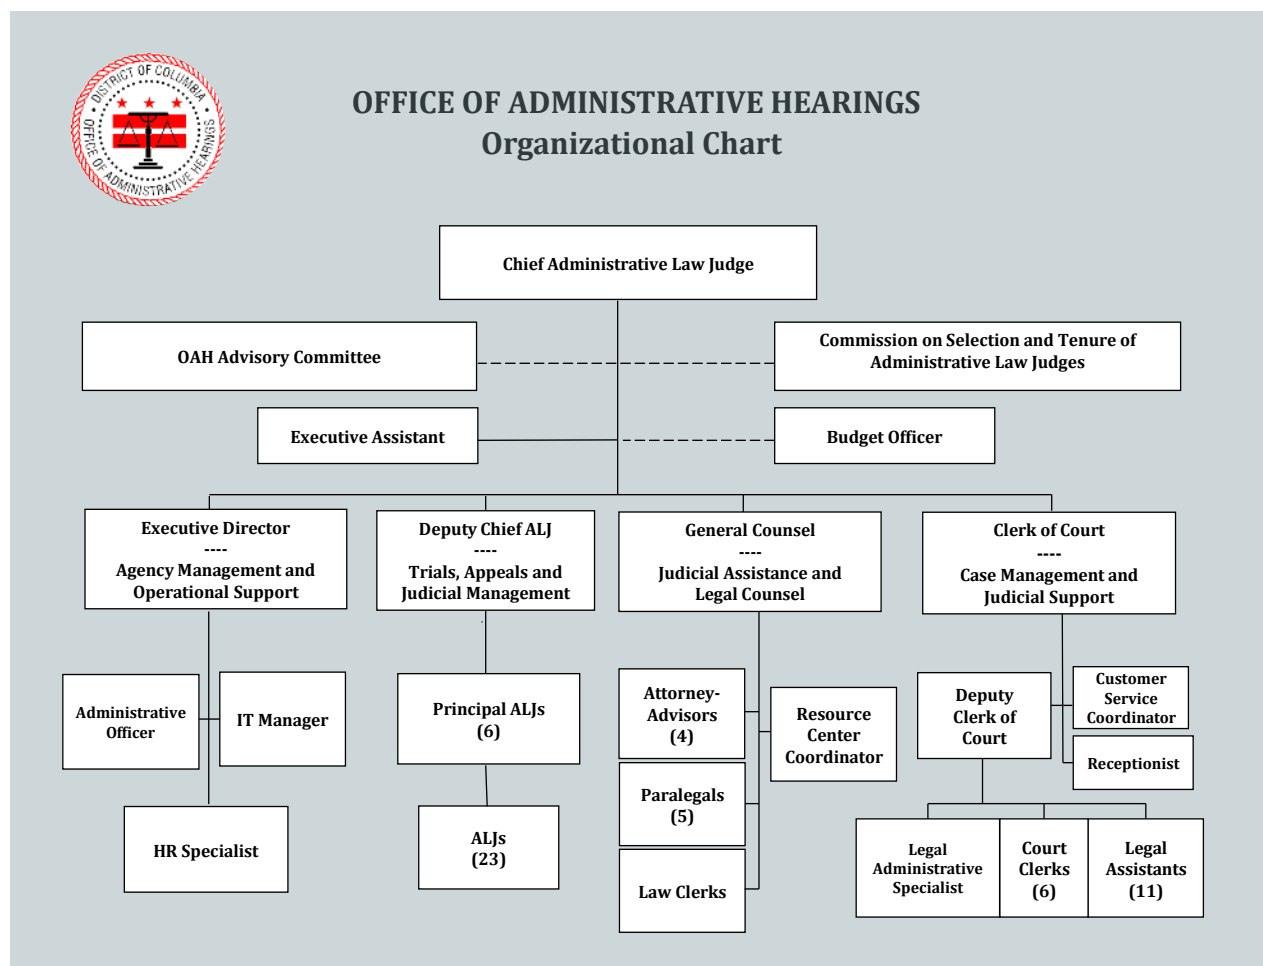 DISTRICT OF COLUMBIA
OFFICE OF ADMINISTRATIVE HEARINGS
OFFICE OF ADMINISTRATIVE HEARINGS
Organizational Chart
Chief Administrative Law Judge
OAH Advisory Committee
Commission on Selection and Tenure of
Administrative Law Judges
Executive Assistant
Budget Officer
Executive Director
----
Agency Management and
Operational Support
Deputy Chief ALJ
----
Trials, Appeals and
Judicial Management
General Counsel
----
Judicial Assistance and
Legal Counsel
Clerk of Court
----
Case Management and
Judicial Support
Administrative
Officer
IT Manager
HR Specialist
Principal ALJs
(6)
ALJs
(23)
Attorney-
Advisors
(4)
Resource
Center
Coordinator
Paralegals
(5)
Law Clerks
Deputy
Clerk of
Court
Customer
Service
Coordinator
Receptionist
Legal
Administrative
Specialist
Court
Clerks
(6)
Legal
Assistants
(11)